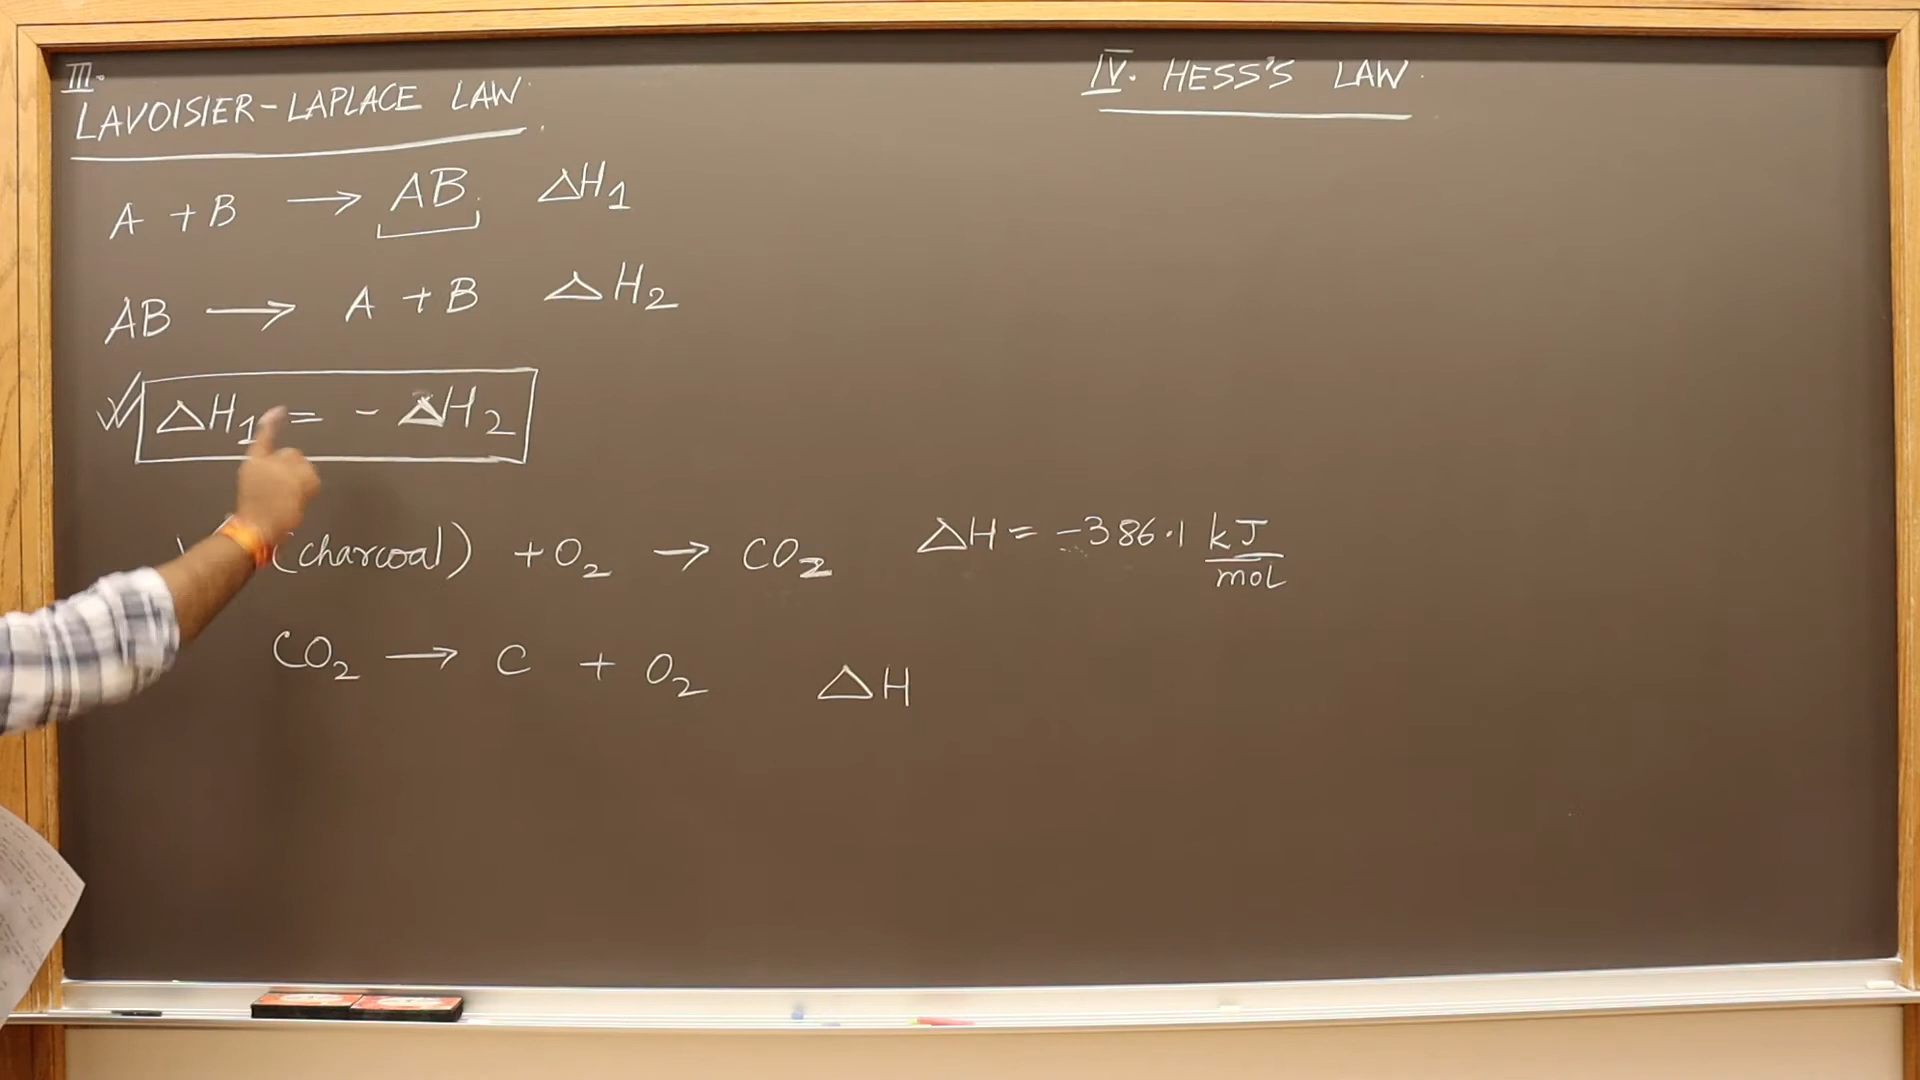 III.
LAVOISIER-LAPLACE LAW.
A + B → AB ΔH₁
AB → A + B ΔH₂
ΔH₁ = - ΔH₂
(charcoal) + O₂ → CO₂ ΔH = -386.1 kJ/mol
CO₂ → C + O₂ ΔH
IV. HESS'S LAW.